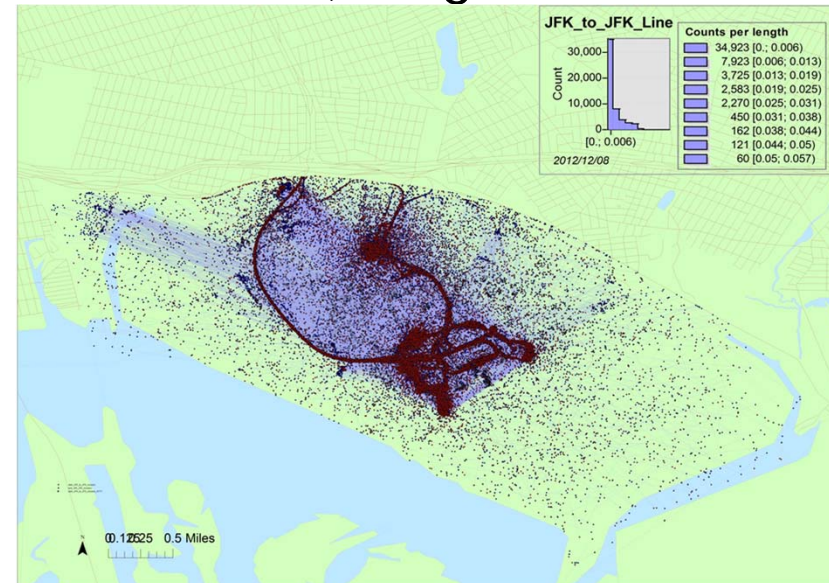 JFK_to_JFK_Line
Count
30,000
20,000
10,000
0
[0.; 0.006)
2012/12/08
Counts per length
34,923 [0.; 0.006)
7,923 [0.006; 0.013)
3,725 [0.013; 0.019)
2,583 [0.019; 0.025)
2,270 [0.025; 0.031)
450 [0.031; 0.038)
162 [0.038; 0.044)
121 [0.044; 0.05)
60 [0.05; 0.057)
0.5 Miles